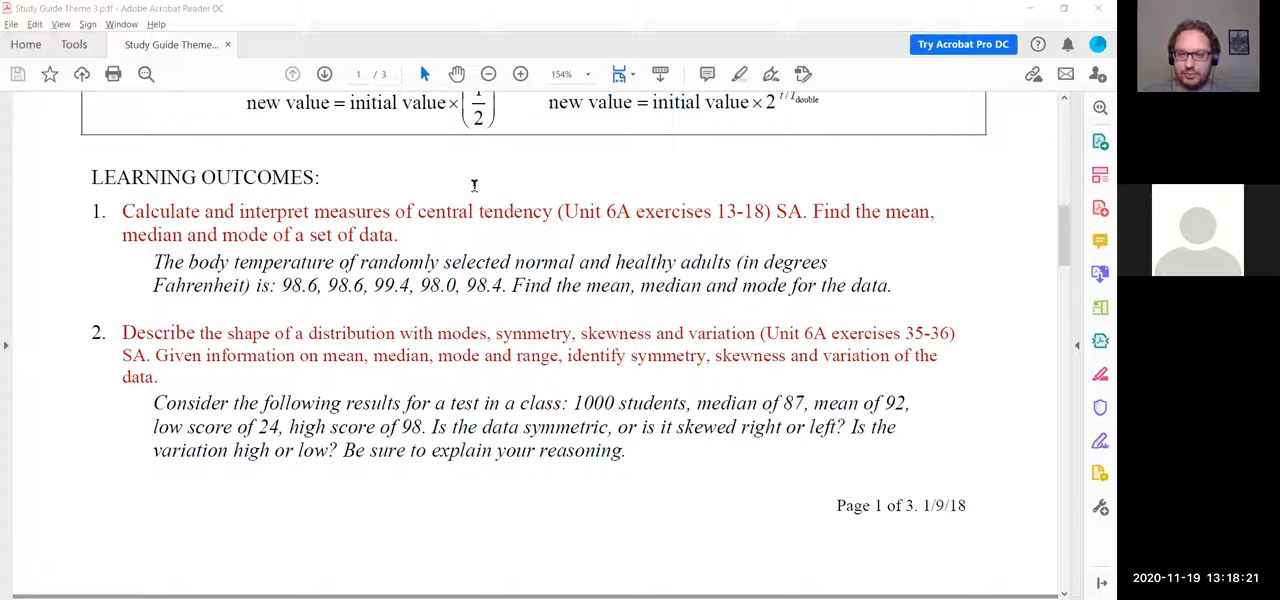 Study Guide Theme 3.pdf - Adobe Acrobat Reader DC
File Edit View Sign Window Help
Home Tools Study Guide Theme... × Try Acrobat Pro DC
1 / 3 154%
new value = initial value × (1/2) new value = initial value × 2^t/T_double
LEARNING OUTCOMES:
1. Calculate and interpret measures of central tendency (Unit 6A exercises 13-18) SA. Find the mean,
median and mode of a set of data.
The body temperature of randomly selected normal and healthy adults (in degrees
Fahrenheit) is: 98.6, 98.6, 99.4, 98.0, 98.4. Find the mean, median and mode for the data.
2. Describe the shape of a distribution with modes, symmetry, skewness and variation (Unit 6A exercises 35-36)
SA. Given information on mean, median, mode and range, identify symmetry, skewness and variation of the
data.
Consider the following results for a test in a class: 1000 students, median of 87, mean of 92,
low score of 24, high score of 98. Is the data symmetric, or is it skewed right or left? Is the
variation high or low? Be sure to explain your reasoning.
Page 1 of 3. 1/9/18
2020-11-19 13:18:21